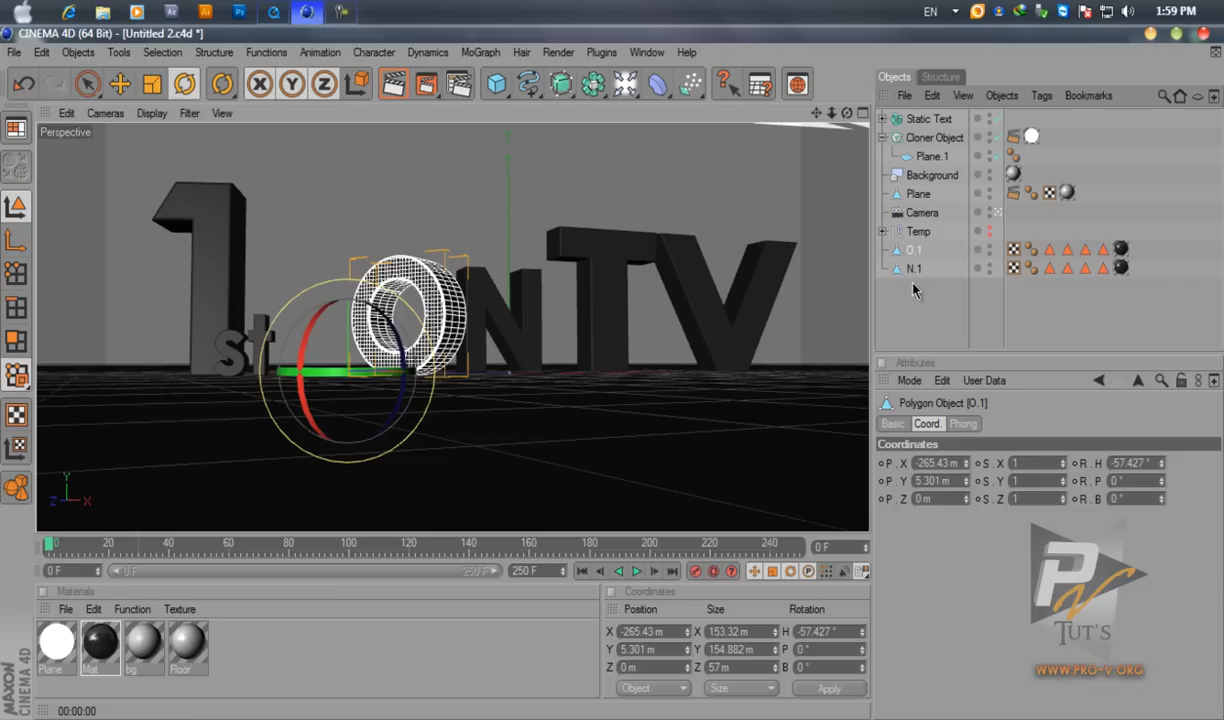 EN
1:59 PM
CINEMA 4D (64 Bit) - [Untitled 2.c4d *]
File Edit Objects Tools Selection Structure Functions Animation Character Dynamics MoGraph Hair Render Plugins Window Help
X Y Z
Edit Cameras Display Filter View
Perspective
1st ON TV
Y
Z X
Objects Structure
File Edit View Objects Tags Bookmarks
Static Text
Cloner Object
Plane.1
Background
Plane
Camera
Temp
O.1
N.1
Attributes
Mode Edit User Data
Polygon Object [O.1]
Basic Coord. Phong
Coordinates
P . X -265.43 m S . X 1 R . H -57.427 °
P . Y 5.301 m S . Y 1 R . P 0 °
P . Z 0 m S . Z 1 R . B 0 °
0 20 40 60 80 100 120 140 160 180 200 220 240 0 F
0 F 0 F 250 F 250 F
Materials
File Edit Function Texture
Plane Mat bg Floor
Coordinates
Position Size Rotation
X -265.43 m X 153.32 m H -57.427 °
Y 5.301 m Y 154.882 m P 0 °
Z 0 m Z 57 m B 0 °
Object Size Apply
MAXON CINEMA 4D
00:00:00
PV
TUT'S
WWW.PRO-V.ORG